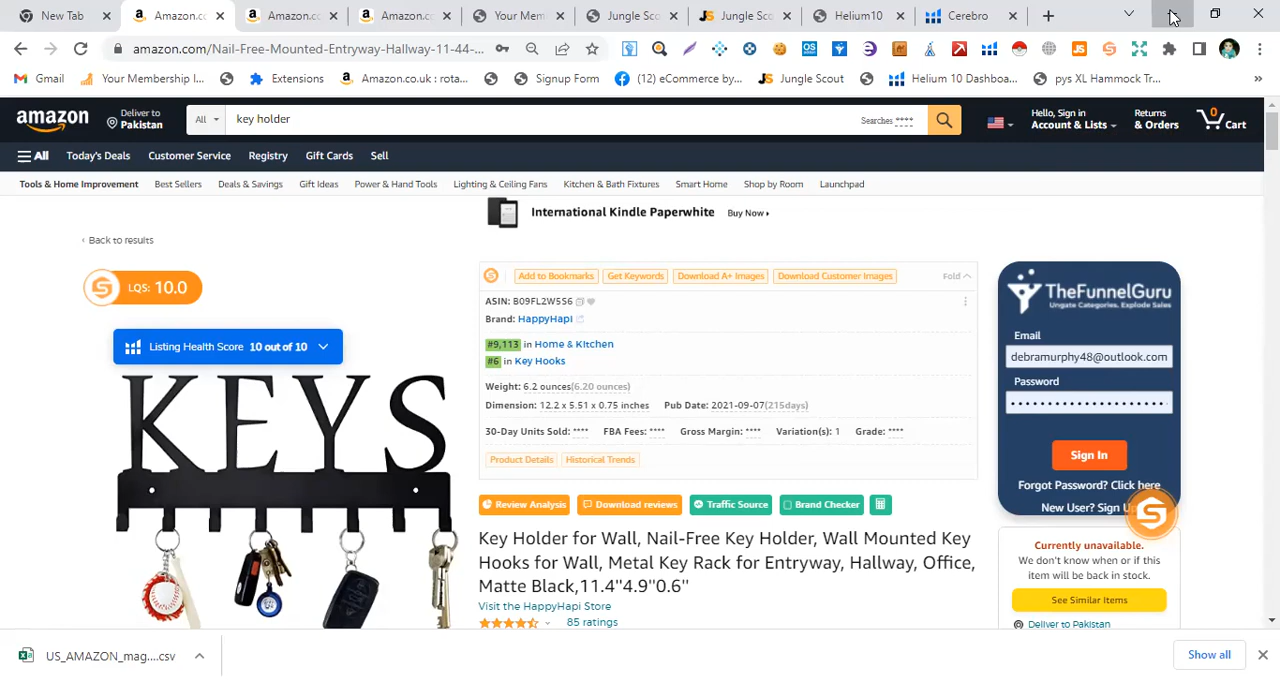 New Tab
Amazon.c
Amazon.c
Amazon.cc
Your Mem
Jungle Sco
Jungle Sco
Helium10
Cerebro
amazon.com/Nail-Free-Mounted-Entryway-Hallway-11-44-...
Gmail
Your Membership I...
Extensions
Amazon.co.uk : rota...
Signup Form
(12) eCommerce by...
Jungle Scout
Helium 10 Dashboa...
pys XL Hammock Tr...
amazon
Deliver to
Pakistan
All
key holder
Searches ****
Hello, Sign in
Account & Lists
Returns
& Orders
0
Cart
All
Today's Deals
Customer Service
Registry
Gift Cards
Sell
Tools & Home Improvement
Best Sellers
Deals & Savings
Gift Ideas
Power & Hand Tools
Lighting & Ceiling Fans
Kitchen & Bath Fixtures
Smart Home
Shop by Room
Launchpad
International Kindle Paperwhite
Buy Now
‹ Back to results
LQS: 10.0
Listing Health Score 10 out of 10
KEYS
Add to Bookmarks
Get Keywords
Download A+ Images
Download Customer Images
Fold
ASIN: B09FL2W5S6
Brand: HappyHapi
#9,113 in Home & Kitchen
#6 in Key Hooks
Weight: 6.2 ounces(6.20 ounces)
Dimension: 12.2 x 5.51 x 0.75 inches
Pub Date: 2021-09-07(215days)
30-Day Units Sold: ****
FBA Fees: ****
Gross Margin: ****
Variation(s): 1
Grade: ****
Product Details
Historical Trends
Review Analysis
Download reviews
Traffic Source
Brand Checker
Key Holder for Wall, Nail-Free Key Holder, Wall Mounted Key
Hooks for Wall, Metal Key Rack for Entryway, Hallway, Office,
Matte Black,11.4''4.9''0.6''
Visit the HappyHapi Store
85 ratings
TheFunnelGuru
Ungate Categories. Explode Sales
Email
debramurphy48@outlook.com
Password
Sign In
Forgot Password? Click here
New User? Sign U
Currently unavailable.
We don't know when or if this
item will be back in stock.
See Similar Items
Deliver to Pakistan
US_AMAZON_mag....csv
Show all